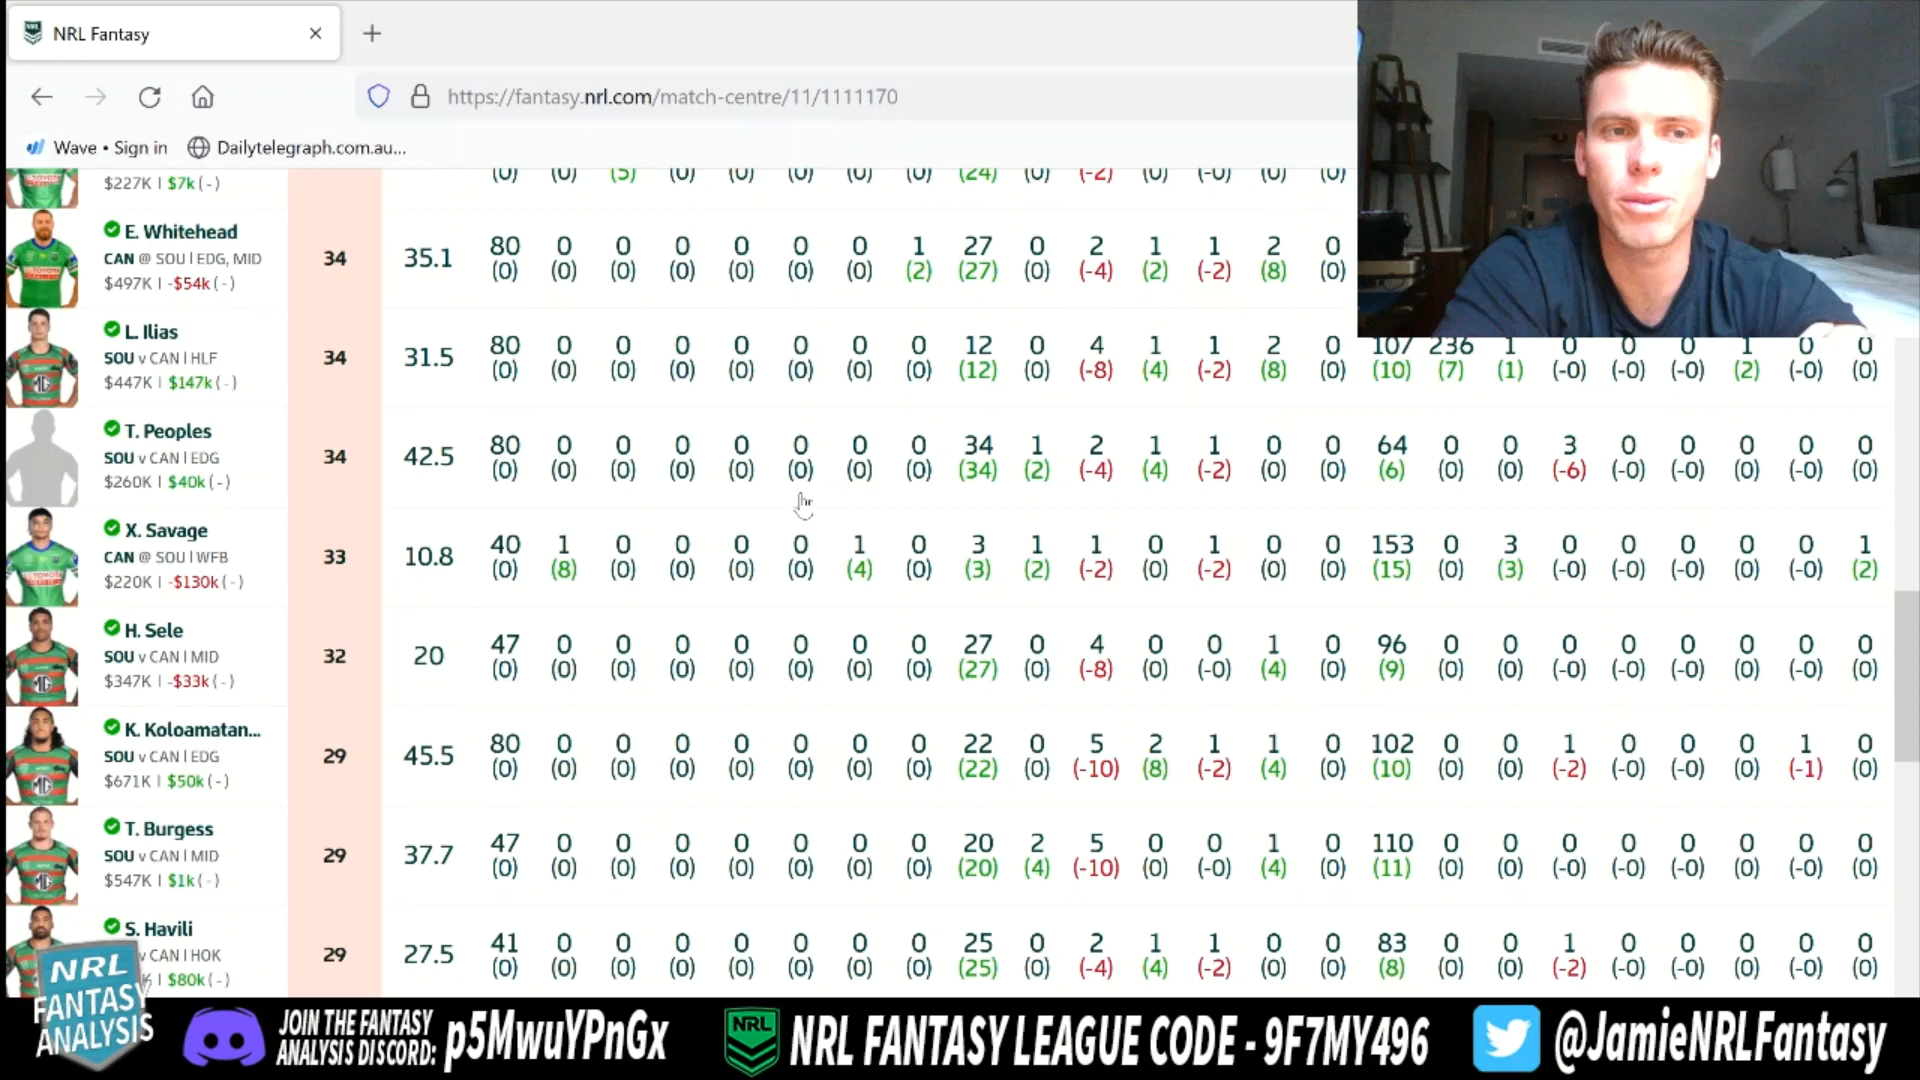 NRL Fantasy
https://fantasy.nrl.com/match-centre/11/1111170
Wave • Sign in
Dailytelegraph.com.au...
(0) (0) (5) (0) (0) (0) (0) (0) (24) (0) (-2) (0) (-0) (0) (0)
$227K | $7k (-)
E. Whitehead
CAN @ SOU | EDG, MID
$497K | -$54k (-)
34 35.1
80 0 0 0 0 0 0 1 27 0 2 1 1 2 0
(0) (0) (0) (0) (0) (0) (0) (2) (27) (0) (-4) (2) (-2) (8) (0)
L. Ilias
SOU v CAN | HLF
$447K | $147k (-)
34 31.5
80 0 0 0 0 0 0 0 12 0 4 1 1 2 0 107 236 1 0 0 0 1 0 0
(0) (0) (0) (0) (0) (0) (0) (0) (12) (0) (-8) (4) (-2) (8) (0) (10) (7) (1) (-0) (-0) (-0) (2) (-0) (0)
T. Peoples
SOU v CAN | EDG
$260K | $40k (-)
34 42.5
80 0 0 0 0 0 0 0 34 1 2 1 1 0 0 64 0 0 3 0 0 0 0 0
(0) (0) (0) (0) (0) (0) (0) (0) (34) (2) (-4) (4) (-2) (0) (0) (6) (0) (0) (-6) (-0) (-0) (0) (-0) (0)
X. Savage
CAN @ SOU | WFB
$220K | -$130k (-)
33 10.8
40 1 0 0 0 0 1 0 3 1 1 0 1 0 0 153 0 3 0 0 0 0 0 1
(0) (8) (0) (0) (0) (0) (4) (0) (3) (2) (-2) (0) (-2) (0) (0) (15) (0) (3) (-0) (-0) (-0) (0) (-0) (2)
H. Sele
SOU v CAN | MID
$347K | -$33k (-)
32 20
47 0 0 0 0 0 0 0 27 0 4 0 0 1 0 96 0 0 0 0 0 0 0 0
(0) (0) (0) (0) (0) (0) (0) (0) (27) (0) (-8) (0) (-0) (4) (0) (9) (0) (0) (-0) (-0) (-0) (0) (-0) (0)
K. Koloamatan...
SOU v CAN | EDG
$671K | $50k (-)
29 45.5
80 0 0 0 0 0 0 0 22 0 5 2 1 1 0 102 0 0 1 0 0 0 1 0
(0) (0) (0) (0) (0) (0) (0) (0) (22) (0) (-10) (8) (-2) (4) (0) (10) (0) (0) (-2) (-0) (-0) (0) (-1) (0)
T. Burgess
SOU v CAN | MID
$547K | $1k (-)
29 37.7
47 0 0 0 0 0 0 0 20 2 5 0 0 1 0 110 0 0 0 0 0 0 0 0
(0) (0) (0) (0) (0) (0) (0) (0) (20) (4) (-10) (0) (-0) (4) (0) (11) (0) (0) (-0) (-0) (-0) (0) (-0) (0)
S. Havili
v CAN | HOK
| $80k (-)
29 27.5
41 0 0 0 0 0 0 0 25 0 2 1 1 0 0 83 0 0 1 0 0 0 0 0
(0) (0) (0) (0) (0) (0) (0) (0) (25) (0) (-4) (4) (-2) (0) (0) (8) (0) (0) (-2) (-0) (-0) (0) (-0) (0)
NRL
FANTASY
ANALYSIS
JOIN THE FANTASY
ANALYSIS DISCORD: p5MwuYPnGx
NRL
NRL FANTASY LEAGUE CODE - 9F7MY496
@JamieNRLFantasy